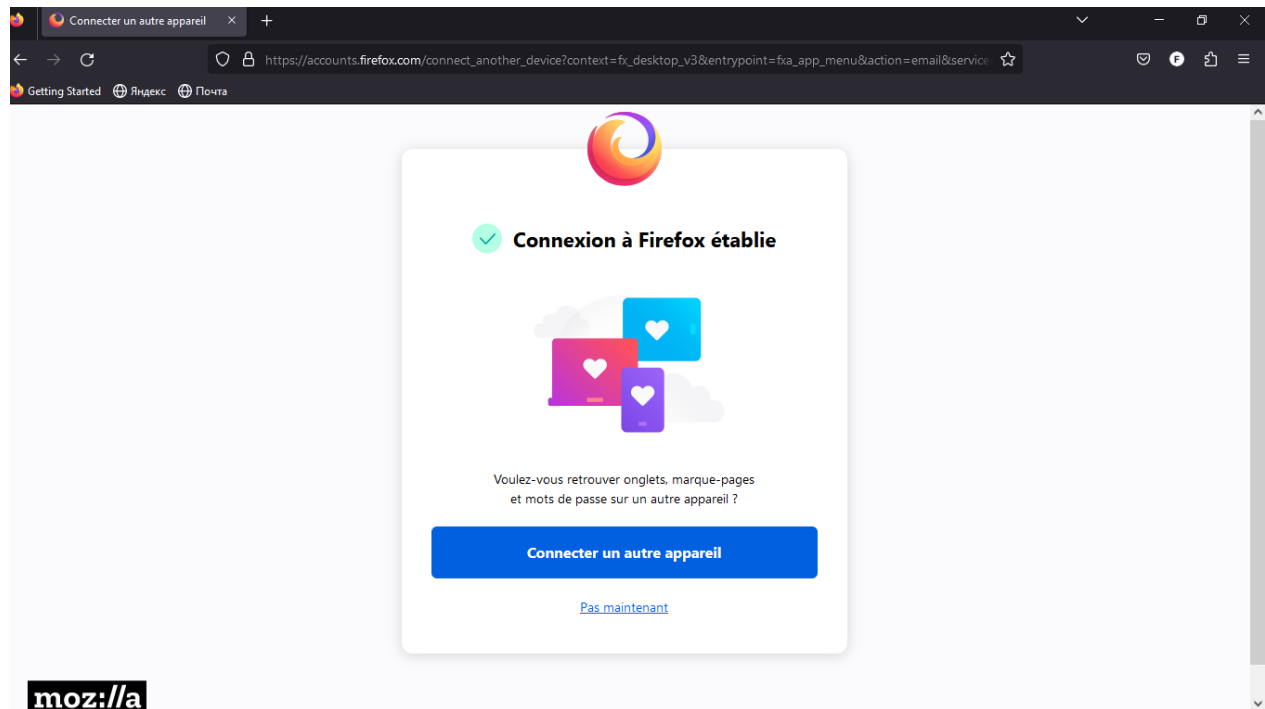 Connecter un autre appareil
https://accounts.firefox.com/connect_another_device?context=fx_desktop_v3&entrypoint=fxa_app_menu&action=email&service
F
Getting Started Яндекс Почта
Connexion à Firefox établie
Voulez-vous retrouver onglets, marque-pages
et mots de passe sur un autre appareil ?
Connecter un autre appareil
Pas maintenant
moz://a